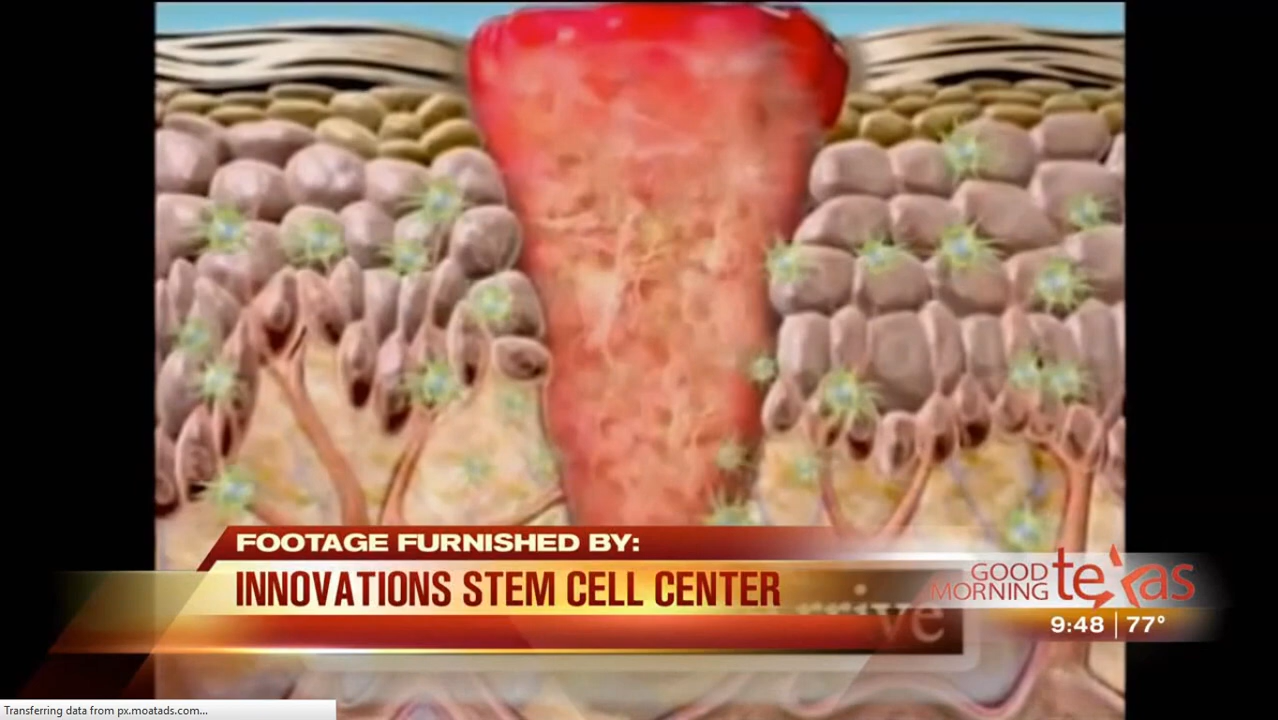 FOOTAGE FURNISHED BY:
INNOVATIONS STEM CELL CENTER
GOOD
MORNING texas
9:48 | 77°
Transferring data from px.moatads.com...